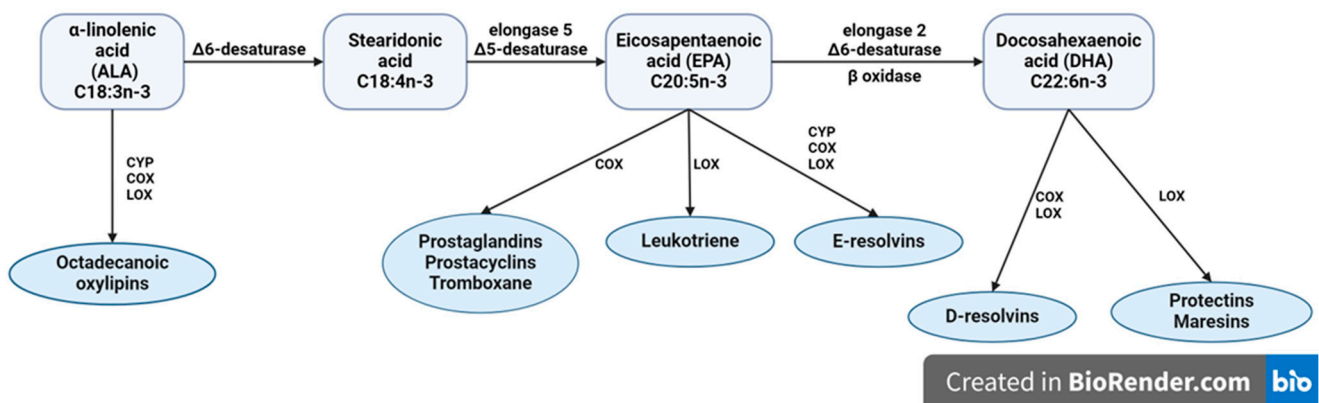 α-linolenic
acid
(ALA)
C18:3n-3
Δ6-desaturase
Stearidonic
acid
C18:4n-3
elongase 5
Δ5-desaturase
Eicosapentaenoic
acid (EPA)
C20:5n-3
elongase 2
Δ6-desaturase
β oxidase
Docosahexaenoic
acid (DHA)
C22:6n-3
CYP
COX
LOX
COX
LOX
CYP
COX
LOX
COX
LOX
LOX
Octadecanoic
oxylipins
Prostaglandins
Prostacyclins
Tromboxane
Leukotriene
E-resolvins
D-resolvins
Protectins
Maresins
Created in BioRender.com bio